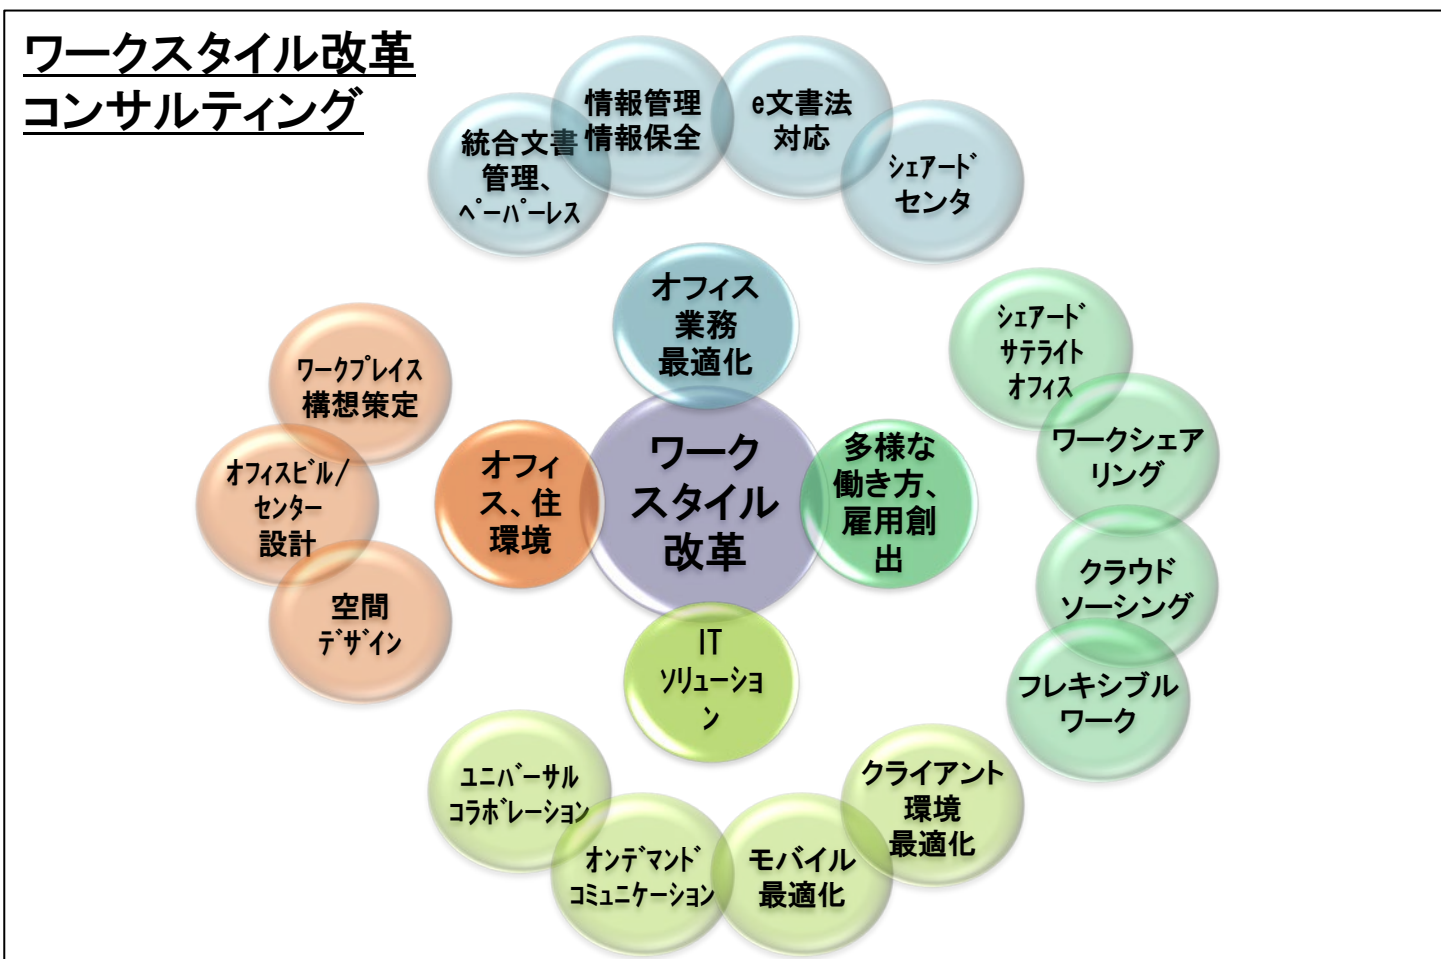 ワークスタイル改革
コンサルティング
統合文書
管理、
ﾍﾟｰﾊﾟｰﾚｽ
情報管理
情報保全
e文書法
対応
ｼｪｱｰﾄﾞ
センタ
オフィス
業務
最適化
ｼｪｱｰﾄﾞ
ｻﾃﾗｲﾄ
ｵﾌｨｽ
ワークシェア
リング
クラウド
ソーシング
フレキシブル
ワーク
ﾜｰｸﾌﾟﾚｲｽ
構想策定
ｵﾌｨｽﾋﾞﾙ/
ｾﾝﾀｰ
設計
空間
ﾃﾞｻﾞｲﾝ
オフィ
ス、住
環境
ワーク
スタイル
改革
多様な
働き方、
雇用創
出
IT
ｿﾘｭｰｼｮ
ﾝ
ﾕﾆﾊﾞｰｻﾙ
ｺﾗﾎﾞﾚｰｼｮﾝ
ｵﾝﾃﾞﾏﾝﾄﾞ
ｺﾐｭﾆｹｰｼｮﾝ
モバイル
最適化
クライアント
環境
最適化